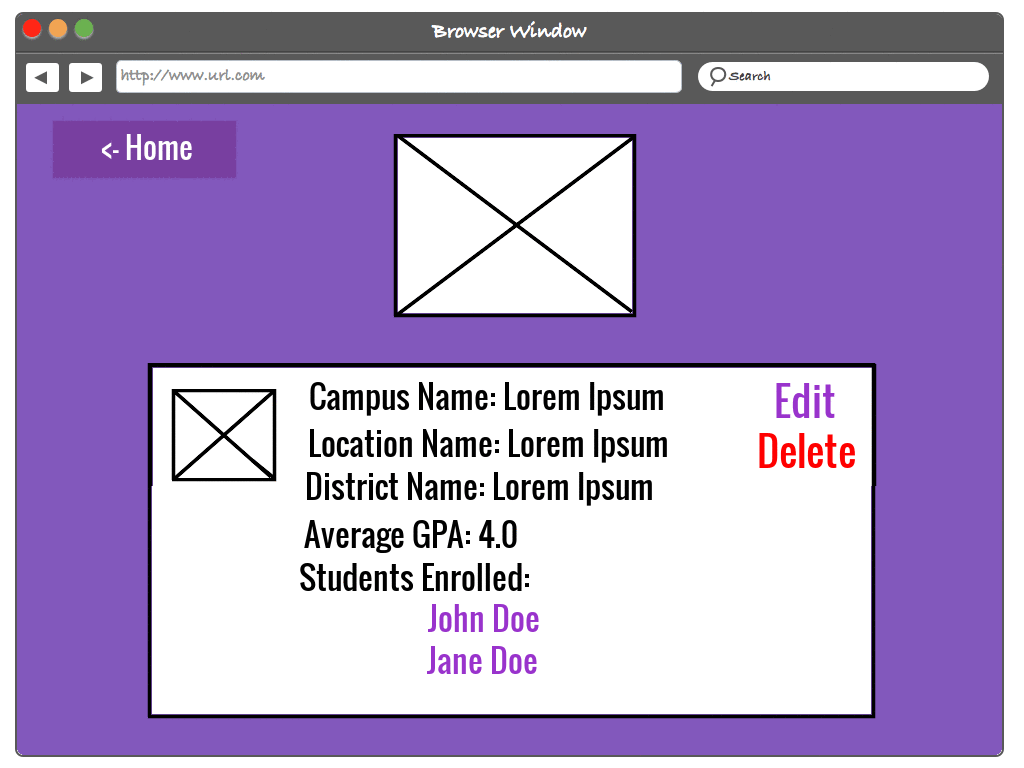 Browser Window
http://www.url.com
Search
<- Home
Campus Name: Lorem Ipsum
Edit
Location Name: Lorem Ipsum
Delete
District Name: Lorem Ipsum
Average GPA: 4.0
Students Enrolled:
John Doe
Jane Doe